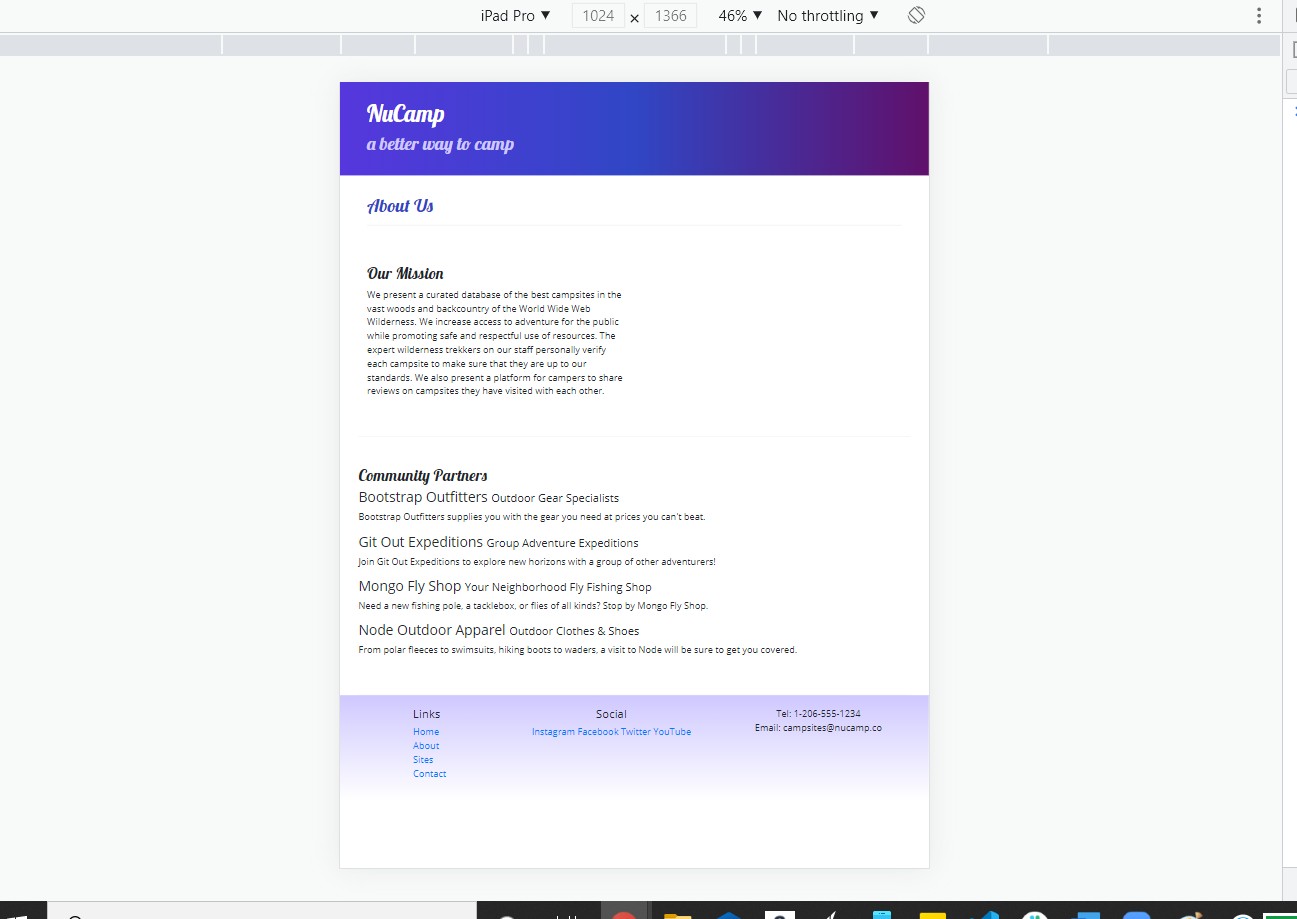 iPad Pro ▼ 1024 × 1366 46% ▼ No throttling ▼
NuCamp
a better way to camp
About Us
Our Mission
We present a curated database of the best campsites in the
vast woods and backcountry of the World Wide Web
Wilderness. We increase access to adventure for the public
while promoting safe and respectful use of resources. The
expert wilderness trekkers on our staff personally verify
each campsite to make sure that they are up to our
standards. We also present a platform for campers to share
reviews on campsites they have visited with each other.
Community Partners
Bootstrap Outfitters Outdoor Gear Specialists
Bootstrap Outfitters supplies you with the gear you need at prices you can't beat.
Git Out Expeditions Group Adventure Expeditions
Join Git Out Expeditions to explore new horizons with a group of other adventurers!
Mongo Fly Shop Your Neighborhood Fly Fishing Shop
Need a new fishing pole, a tacklebox, or flies of all kinds? Stop by Mongo Fly Shop.
Node Outdoor Apparel Outdoor Clothes & Shoes
From polar fleeces to swimsuits, hiking boots to waders, a visit to Node will be sure to get you covered.
Links
Home
About
Sites
Contact
Social
Instagram Facebook Twitter YouTube
Tel: 1-206-555-1234
Email: campsites@nucamp.co